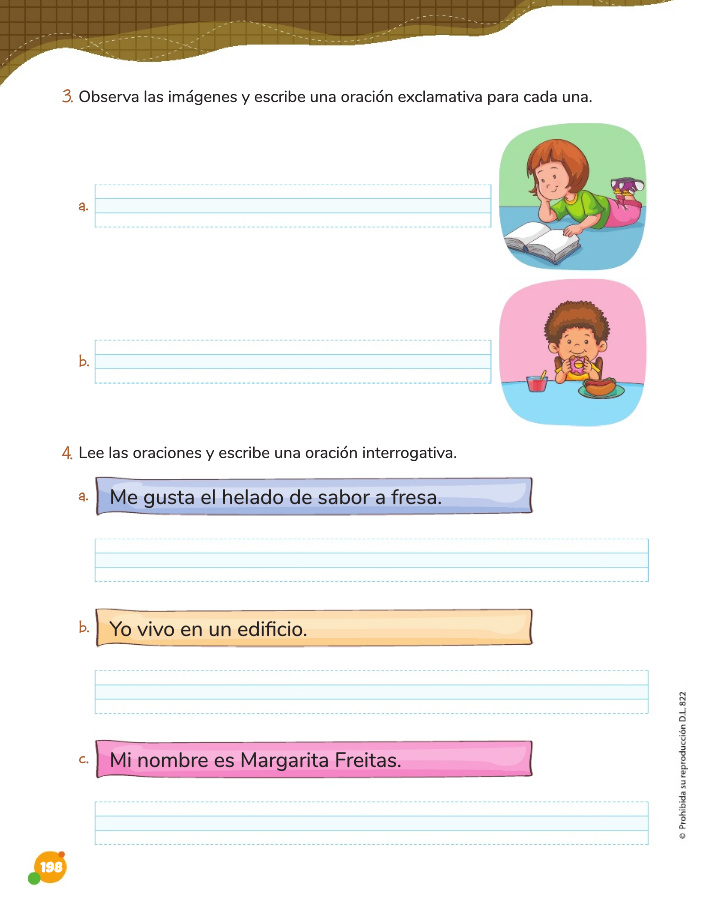 3. Observa las imágenes y escribe una oración exclamativa para cada una.
a.
b.
4. Lee las oraciones y escribe una oración interrogativa.
a. Me gusta el helado de sabor a fresa.
b. Yo vivo en un edificio.
c. Mi nombre es Margarita Freitas.
© Prohibida su reproducción D.L. 822
198